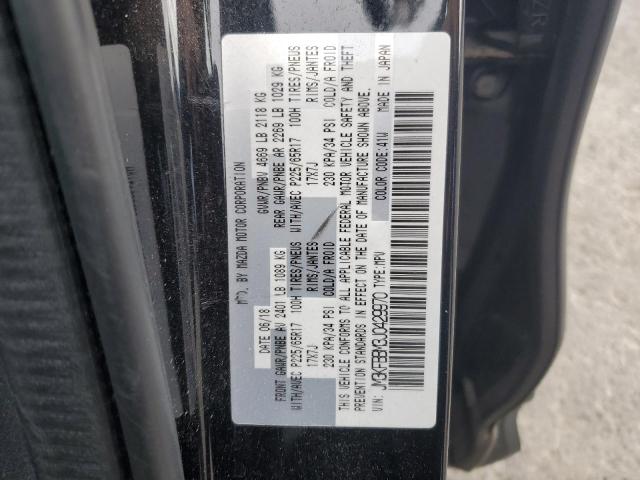 MFD. BY MAZDA MOTOR CORPORATION
DATE 06/18 GVWR/PNBV 4669 LB 2118 KG
FRONT GAWR/PNBE AV 2401 LB 1089 KG REAR GAWR/PNBE AR 2268 LB 1029 KG
WITH/AVEC P225/65R17 100H TIRES/PNEUS WITH/AVEC P225/65R17 100H TIRES/PNEUS
17X7J RIMS/JANTES 17X7J RIMS/JANTES
230 KPA/34 PSI COLD/A FROID 230 KPA/34 PSI COLD/A FROID
THIS VEHICLE CONFORMS TO ALL APPLICABLE FEDERAL MOTOR VEHICLE SAFETY AND THEFT
PREVENTION STANDARDS IN EFFECT ON THE DATE OF MANUFACTURE SHOWN ABOVE.
COLOR CODE:41W MADE IN JAPAN
VIN: JM3KFBBM3J0429970 TYPE:MPV